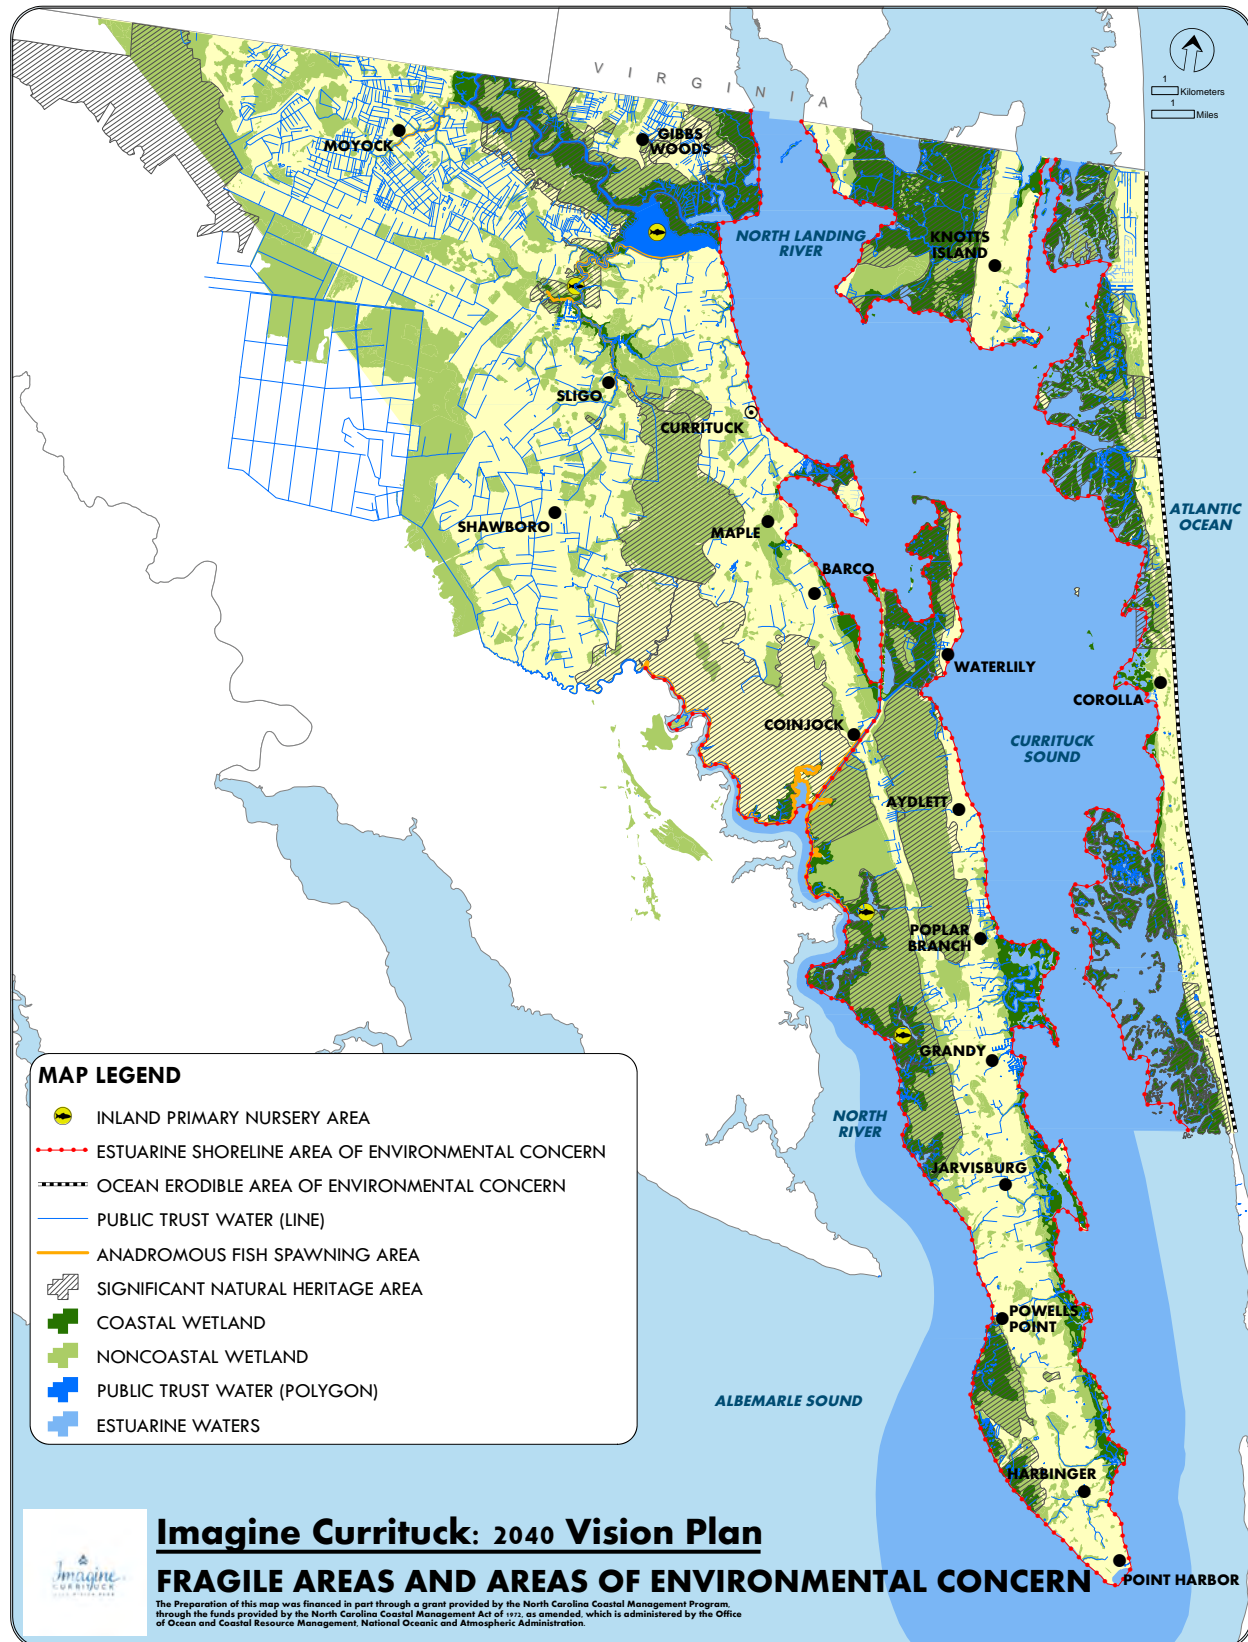 VIRGINIA
1
Kilometers
1
Miles
MOYOCK
GIBBS
WOODS
NORTH LANDING
RIVER
KNOTTS
ISLAND
SLIGO
CURRITUCK
SHAWBORO
MAPLE
BARCO
ATLANTIC
OCEAN
WATERLILY
COROLLA
COINJOCK
CURRITUCK
SOUND
AYDLETT
POPLAR
BRANCH
GRANDY
NORTH
RIVER
JARVISBURG
POWELLS
POINT
ALBEMARLE SOUND
HARBINGER
POINT HARBOR
MAP LEGEND
INLAND PRIMARY NURSERY AREA
ESTUARINE SHORELINE AREA OF ENVIRONMENTAL CONCERN
OCEAN ERODIBLE AREA OF ENVIRONMENTAL CONCERN
PUBLIC TRUST WATER (LINE)
ANADROMOUS FISH SPAWNING AREA
SIGNIFICANT NATURAL HERITAGE AREA
COASTAL WETLAND
NONCOASTAL WETLAND
PUBLIC TRUST WATER (POLYGON)
ESTUARINE WATERS
Imagine
CURRITUCK
Imagine Currituck: 2040 Vision Plan
FRAGILE AREAS AND AREAS OF ENVIRONMENTAL CONCERN
The Preparation of this map was financed in part through a grant provided by the North Carolina Coastal Management Program,
through the funds provided by the North Carolina Coastal Management Act of 1972, as amended, which is administered by the Office
of Ocean and Coastal Resource Management, National Oceanic and Atmospheric Administration.